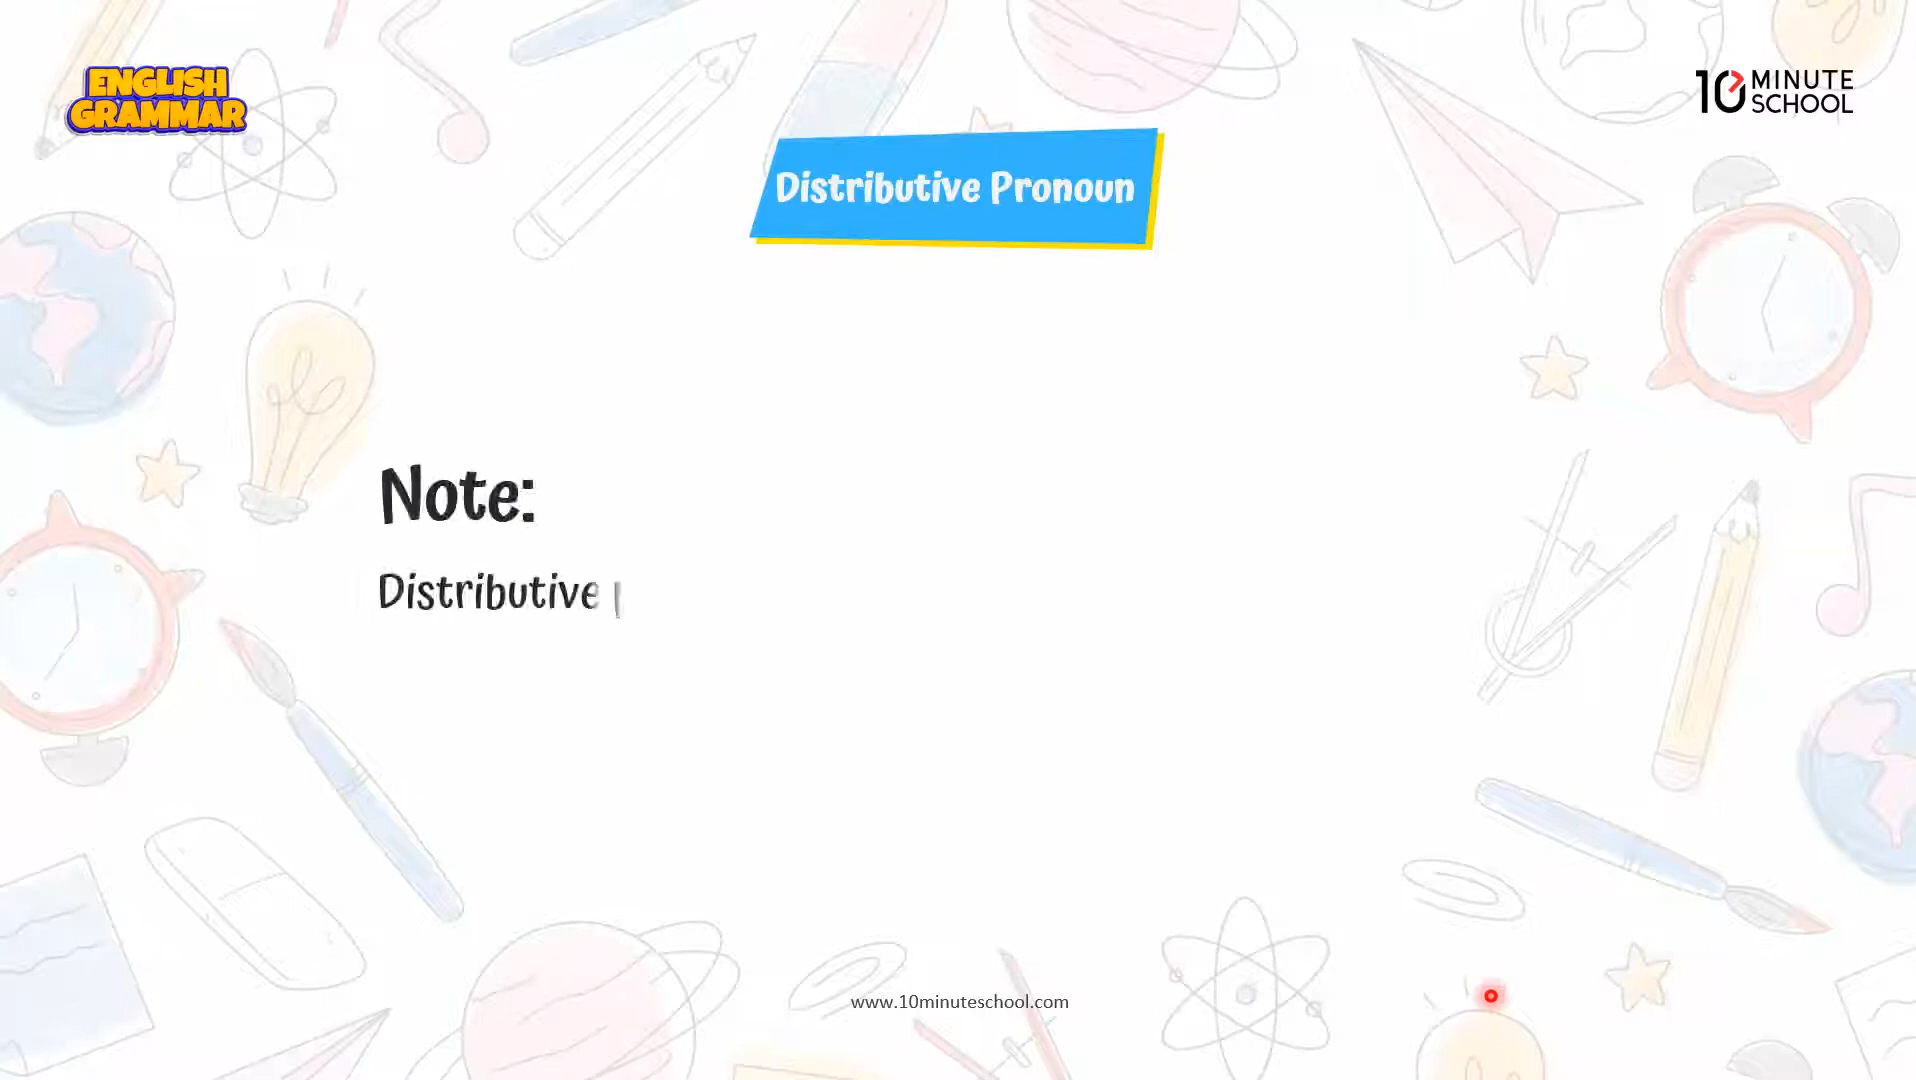 ENGLISH
GRAMMAR
10 MINUTE
SCHOOL
Distributive Pronoun
Note:
Distributive
www.10minuteschool.com